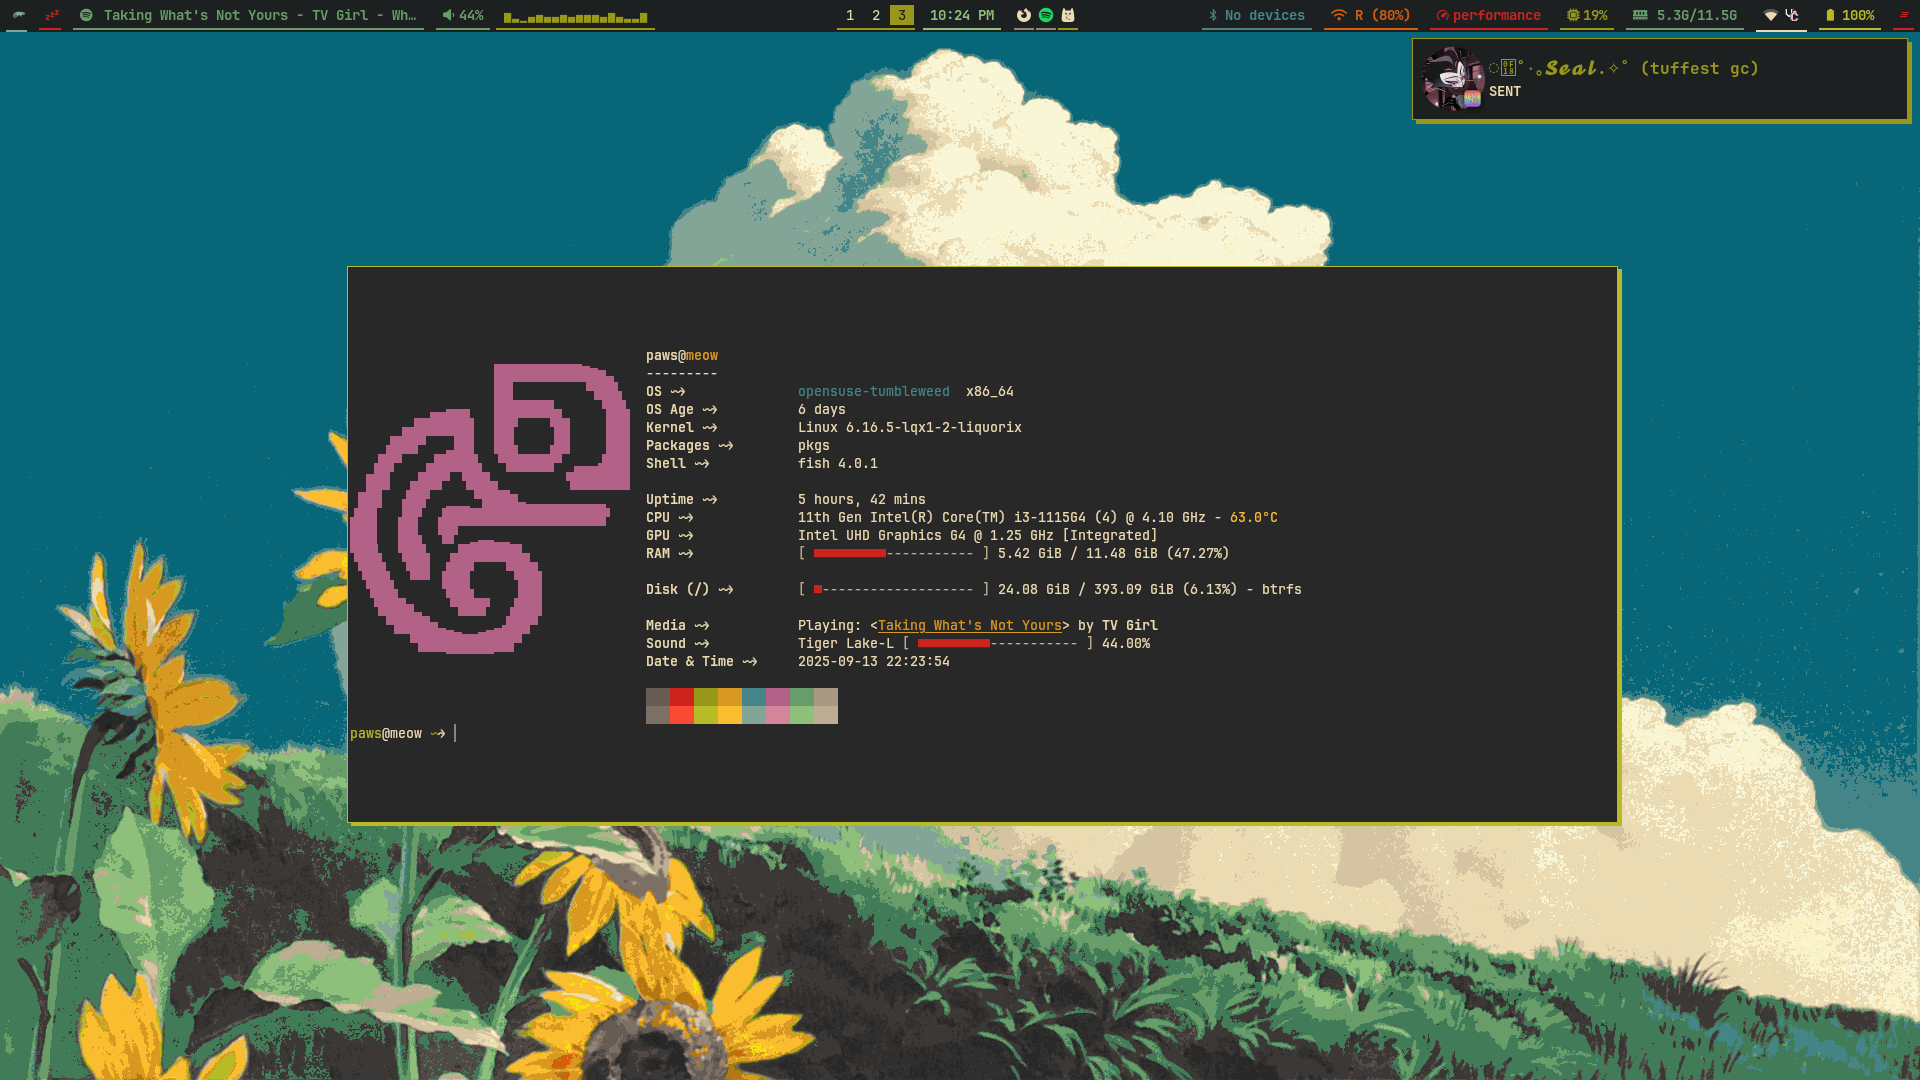 zzz Taking What's Not Yours - TV Girl - Wh… 44% 1 2 3 10:24 PM No devices R (80%) performance 19% 5.3G/11.5G 100%
°‧｡𝓢𝓮𝓪𝓵.✧° (tuffest gc)
SENT
paws@meow
---------
OS ⇝ opensuse-tumbleweed x86_64
OS Age ⇝ 6 days
Kernel ⇝ Linux 6.16.5-lqx1-2-liquorix
Packages ⇝ pkgs
Shell ⇝ fish 4.0.1
Uptime ⇝ 5 hours, 42 mins
CPU ⇝ 11th Gen Intel(R) Core(TM) i3-1115G4 (4) @ 4.10 GHz - 63.0°C
GPU ⇝ Intel UHD Graphics G4 @ 1.25 GHz [Integrated]
RAM ⇝ [ ■■■■■■■■■----------- ] 5.42 GiB / 11.48 GiB (47.27%)
Disk (/) ⇝ [ ■------------------- ] 24.08 GiB / 393.09 GiB (6.13%) - btrfs
Media ⇝ Playing: <Taking What's Not Yours> by TV Girl
Sound ⇝ Tiger Lake-L [ ■■■■■■■■■----------- ] 44.00%
Date & Time ⇝ 2025-09-13 22:23:54
paws@meow ⇝